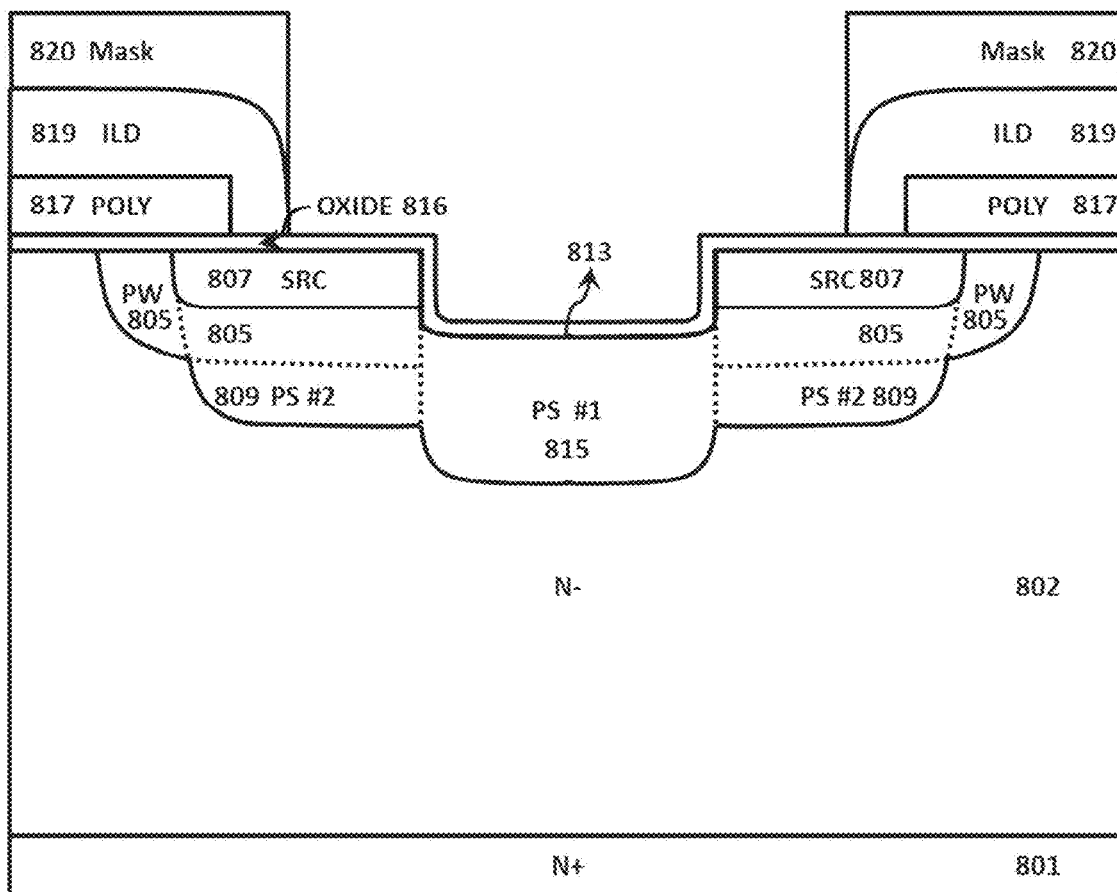 820 Mask
Mask 820
819 ILD
ILD 819
817 POLY
POLY 817
OXIDE 816
813
807 SRC
SRC 807
PW
805
PW
805
805
805
809 PS #2
PS #2 809
PS #1
815
N-
802
N+
801